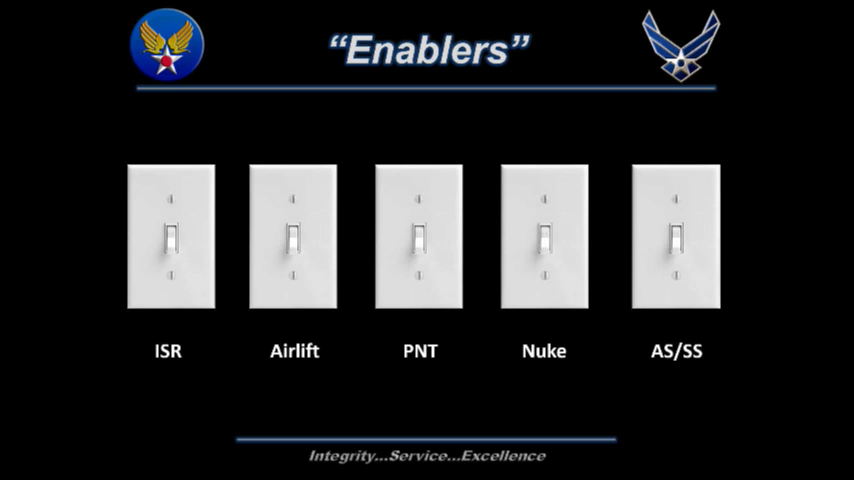 “Enablers”
ISR Airlift PNT Nuke AS/SS
Integrity...Service...Excellence